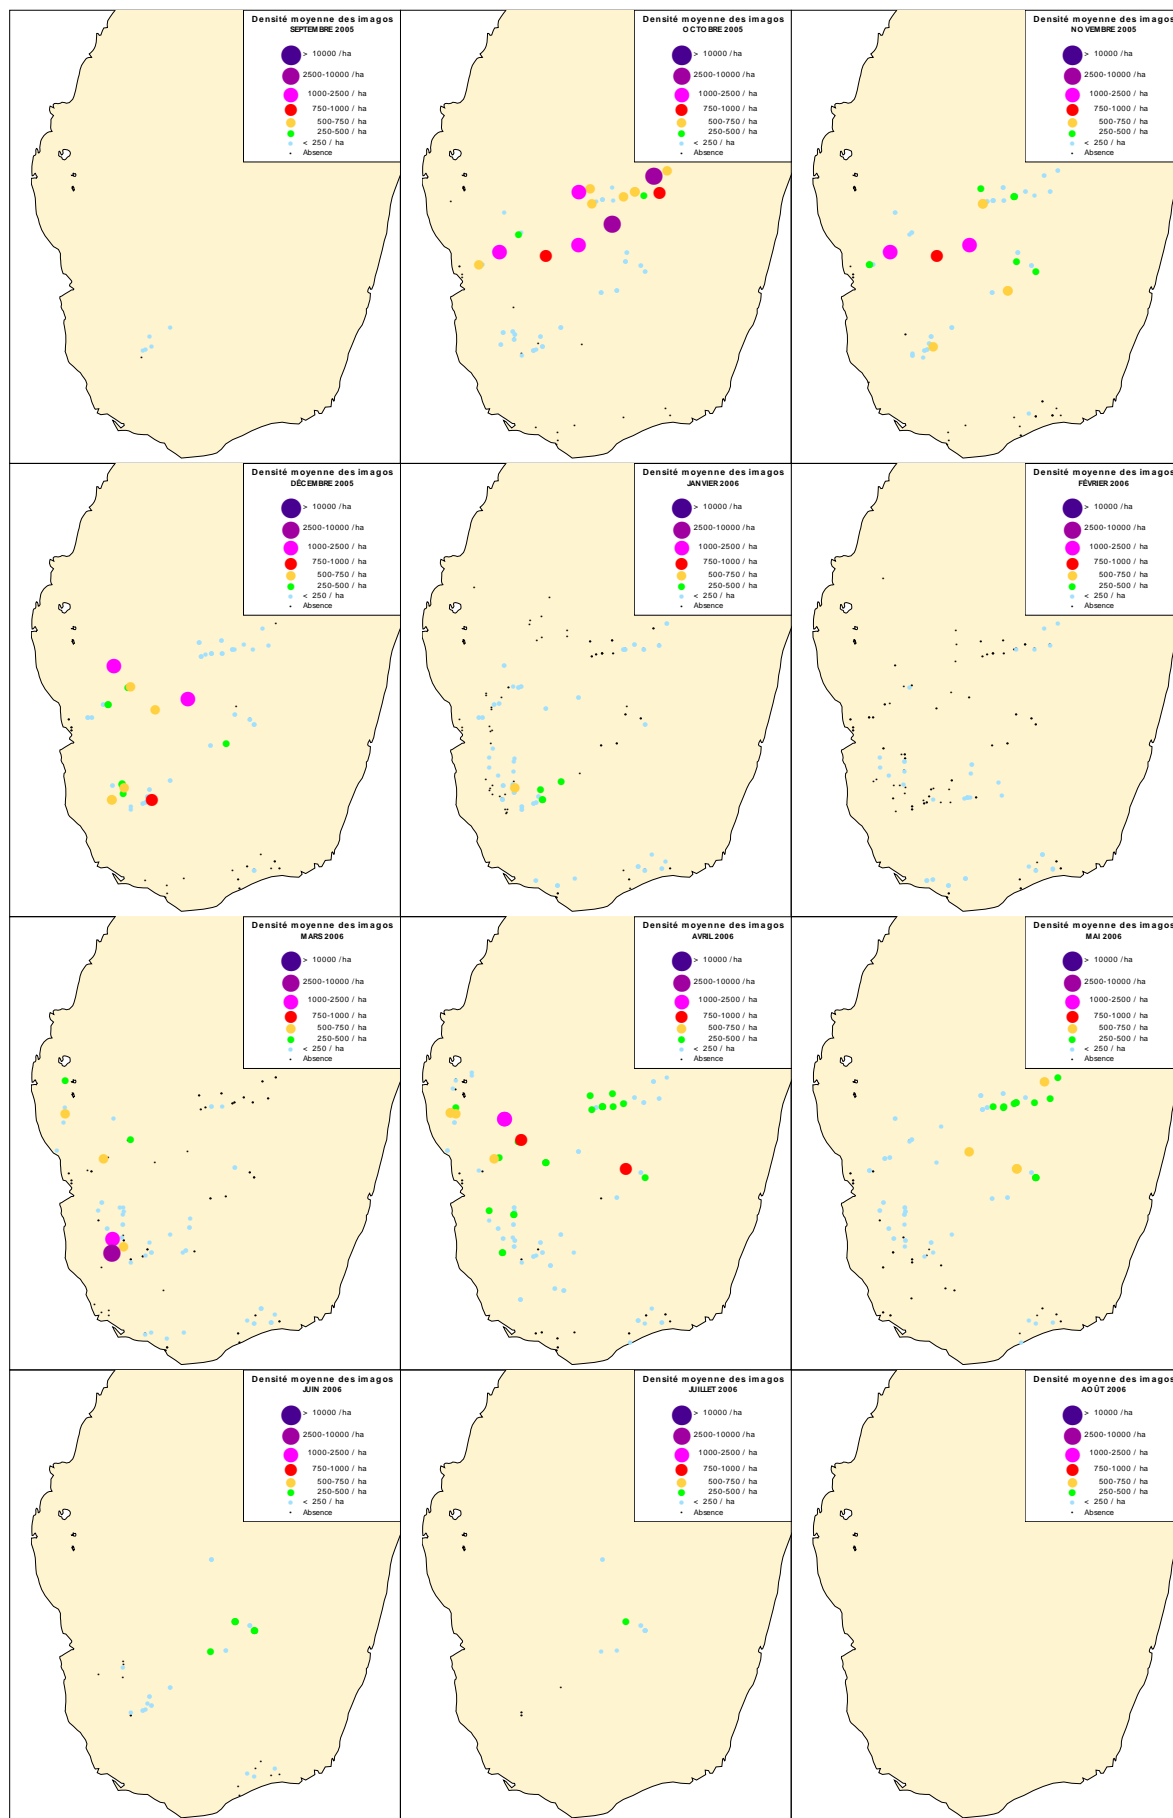 Densité moyenne des imagos
SEPTEMBRE 2005
> 10000 /ha
2500-10000 /ha
1000-2500 / ha
750-1000 / ha
500-750 / ha
250-500 / ha
< 250 / ha
Absence
Densité moyenne des imagos
OCTOBRE 2005
> 10000 /ha
2500-10000 /ha
1000-2500 / ha
750-1000 / ha
500-750 / ha
250-500 / ha
< 250 / ha
Absence
Densité moyenne des imagos
NOVEMBRE 2005
> 10000 /ha
2500-10000 /ha
1000-2500 / ha
750-1000 / ha
500-750 / ha
250-500 / ha
< 250 / ha
Absence
Densité moyenne des imagos
DÉCEMBRE 2005
> 10000 /ha
2500-10000 /ha
1000-2500 / ha
750-1000 / ha
500-750 / ha
250-500 / ha
< 250 / ha
Absence
Densité moyenne des imagos
JANVIER 2006
> 10000 /ha
2500-10000 /ha
1000-2500 / ha
750-1000 / ha
500-750 / ha
250-500 / ha
< 250 / ha
Absence
Densité moyenne des imagos
FÉVRIER 2006
> 10000 /ha
2500-10000 /ha
1000-2500 / ha
750-1000 / ha
500-750 / ha
250-500 / ha
< 250 / ha
Absence
Densité moyenne des imagos
MARS 2006
> 10000 /ha
2500-10000 /ha
1000-2500 / ha
750-1000 / ha
500-750 / ha
250-500 / ha
< 250 / ha
Absence
Densité moyenne des imagos
AVRIL 2006
> 10000 /ha
2500-10000 /ha
1000-2500 / ha
750-1000 / ha
500-750 / ha
250-500 / ha
< 250 / ha
Absence
Densité moyenne des imagos
MAI 2006
> 10000 /ha
2500-10000 /ha
1000-2500 / ha
750-1000 / ha
500-750 / ha
250-500 / ha
< 250 / ha
Absence
Densité moyenne des imagos
JUIN 2006
> 10000 /ha
2500-10000 /ha
1000-2500 / ha
750-1000 / ha
500-750 / ha
250-500 / ha
< 250 / ha
Absence
Densité moyenne des imagos
JUILLET 2006
> 10000 /ha
2500-10000 /ha
1000-2500 / ha
750-1000 / ha
500-750 / ha
250-500 / ha
< 250 / ha
Absence
Densité moyenne des imagos
AOÛT 2006
> 10000 /ha
2500-10000 /ha
1000-2500 / ha
750-1000 / ha
500-750 / ha
250-500 / ha
< 250 / ha
Absence